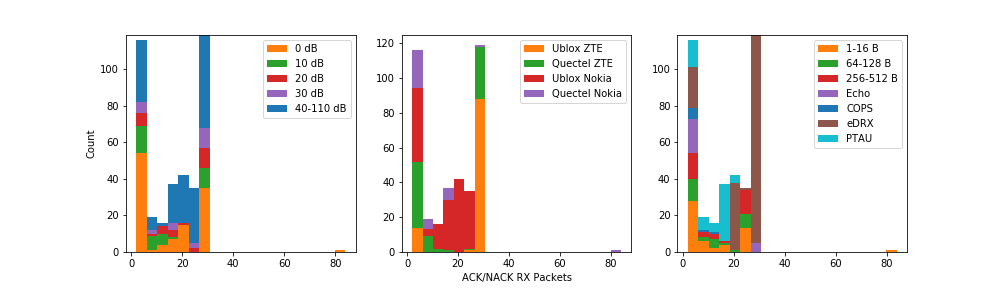 Count
100
80
60
40
20
0
0 20 40 60 80
0 dB
10 dB
20 dB
30 dB
40-110 dB
120
100
80
60
40
20
0
0 20 40 60 80
ACK/NACK RX Packets
Ublox ZTE
Quectel ZTE
Ublox Nokia
Quectel Nokia
100
80
60
40
20
0
0 20 40 60 80
1-16 B
64-128 B
256-512 B
Echo
COPS
eDRX
PTAU